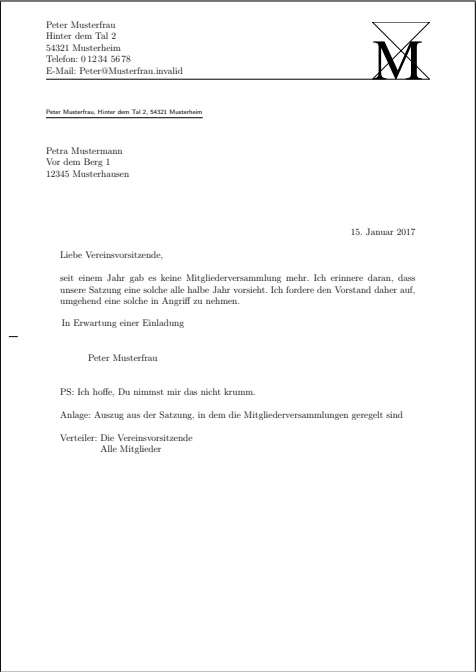 Peter Musterfrau
Hinter dem Tal 2
54321 Musterheim
Telefon: 0 12 34 56 78
E-Mail: Peter@Musterfrau.invalid
M
Peter Musterfrau, Hinter dem Tal 2, 54321 Musterheim
Petra Mustermann
Vor dem Berg 1
12345 Musterhausen
15. Januar 2017
Liebe Vereinsvorsitzende,
seit einem Jahr gab es keine Mitgliederversammlung mehr. Ich erinnere daran, dass
unsere Satzung eine solche alle halbe Jahr vorsieht. Ich fordere den Vorstand daher auf,
umgehend eine solche in Angriff zu nehmen.
In Erwartung einer Einladung
Peter Musterfrau
PS: Ich hoffe, Du nimmst mir das nicht krumm.
Anlage: Auszug aus der Satzung, in dem die Mitgliederversammlungen geregelt sind
Verteiler: Die Vereinsvorsitzende
Alle Mitglieder